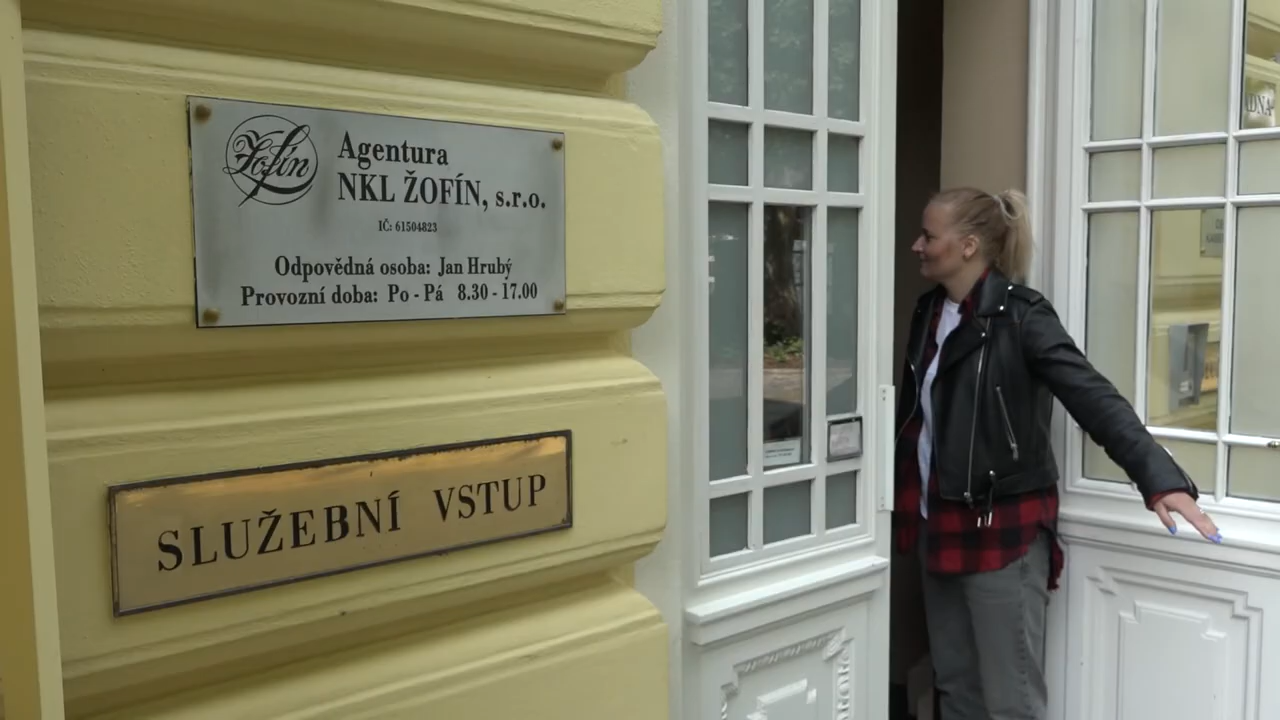 Žofín
Agentura
NKL ŽOFÍN, s.r.o.
IČ: 61504823
Odpovědná osoba: Jan Hrubý
Provozní doba: Po - Pá 8.30 - 17.00
SLUŽEBNÍ VSTUP